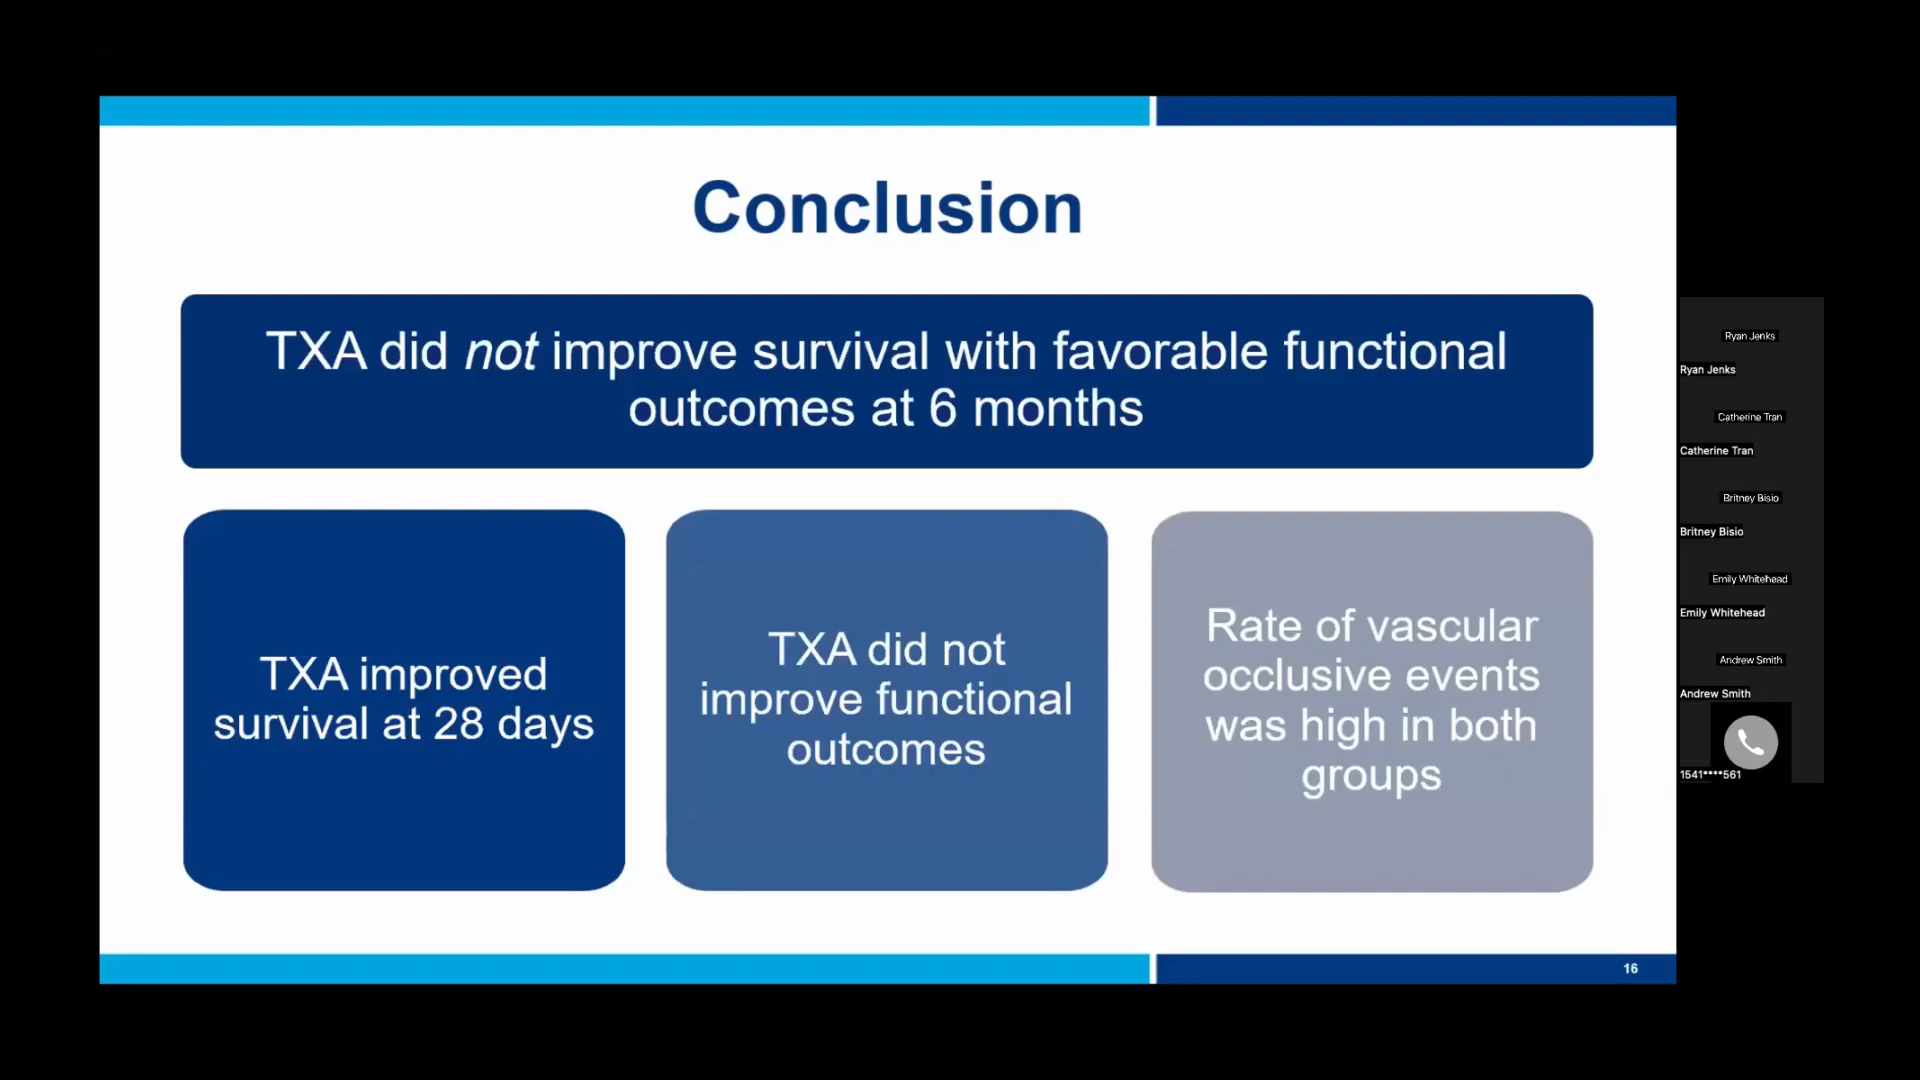 Conclusion
TXA did not improve survival with favorable functional
outcomes at 6 months
TXA improved
survival at 28 days
TXA did not
improve functional
outcomes
Rate of vascular
occlusive events
was high in both
groups
16
Ryan Jenks
Ryan Jenks
Catherine Tran
Catherine Tran
Britney Bisio
Britney Bisio
Emily Whitehead
Emily Whitehead
Andrew Smith
Andrew Smith
1541****561